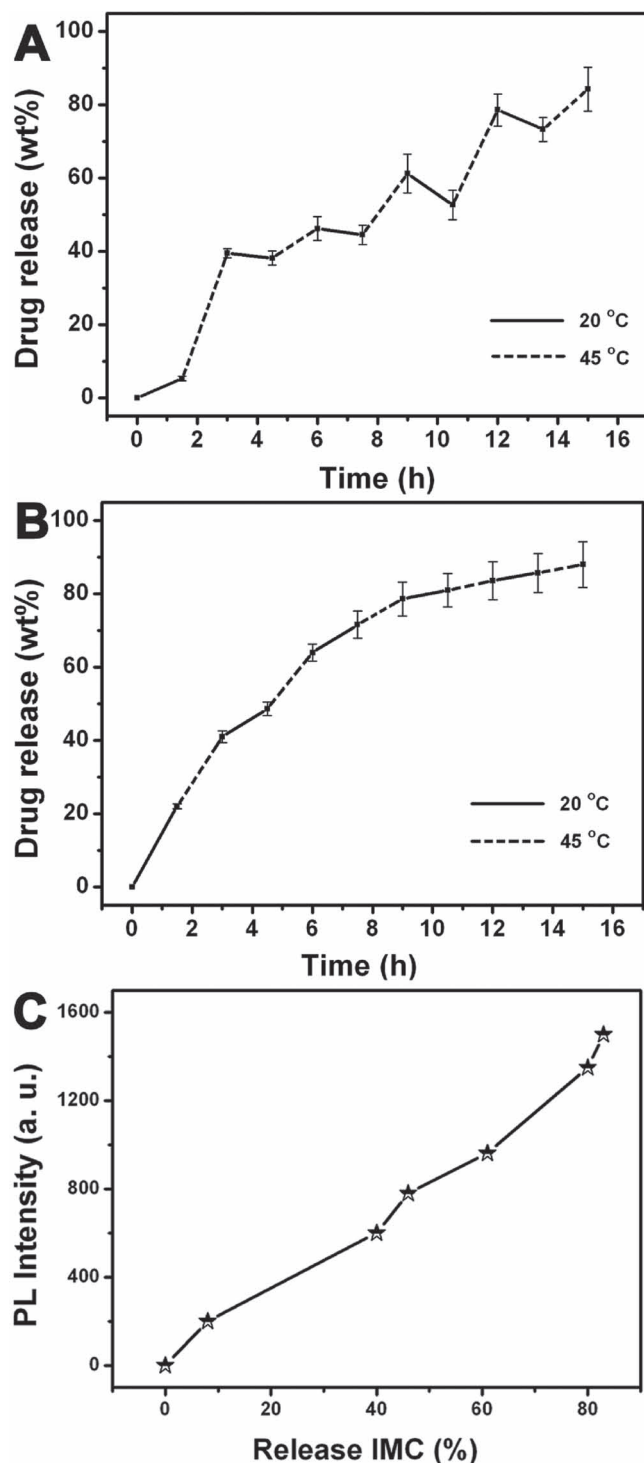 A
Drug release (wt%)
100
80
60
40
20
0
20 °C
45 °C
0 2 4 6 8 10 12 14 16
Time (h)
B
Drug release (wt%)
100
80
60
40
20
0
20 °C
45 °C
0 2 4 6 8 10 12 14 16
Time (h)
C
PL Intensity (a. u.)
1600
1200
800
400
0
0 20 40 60 80
Release IMC (%)